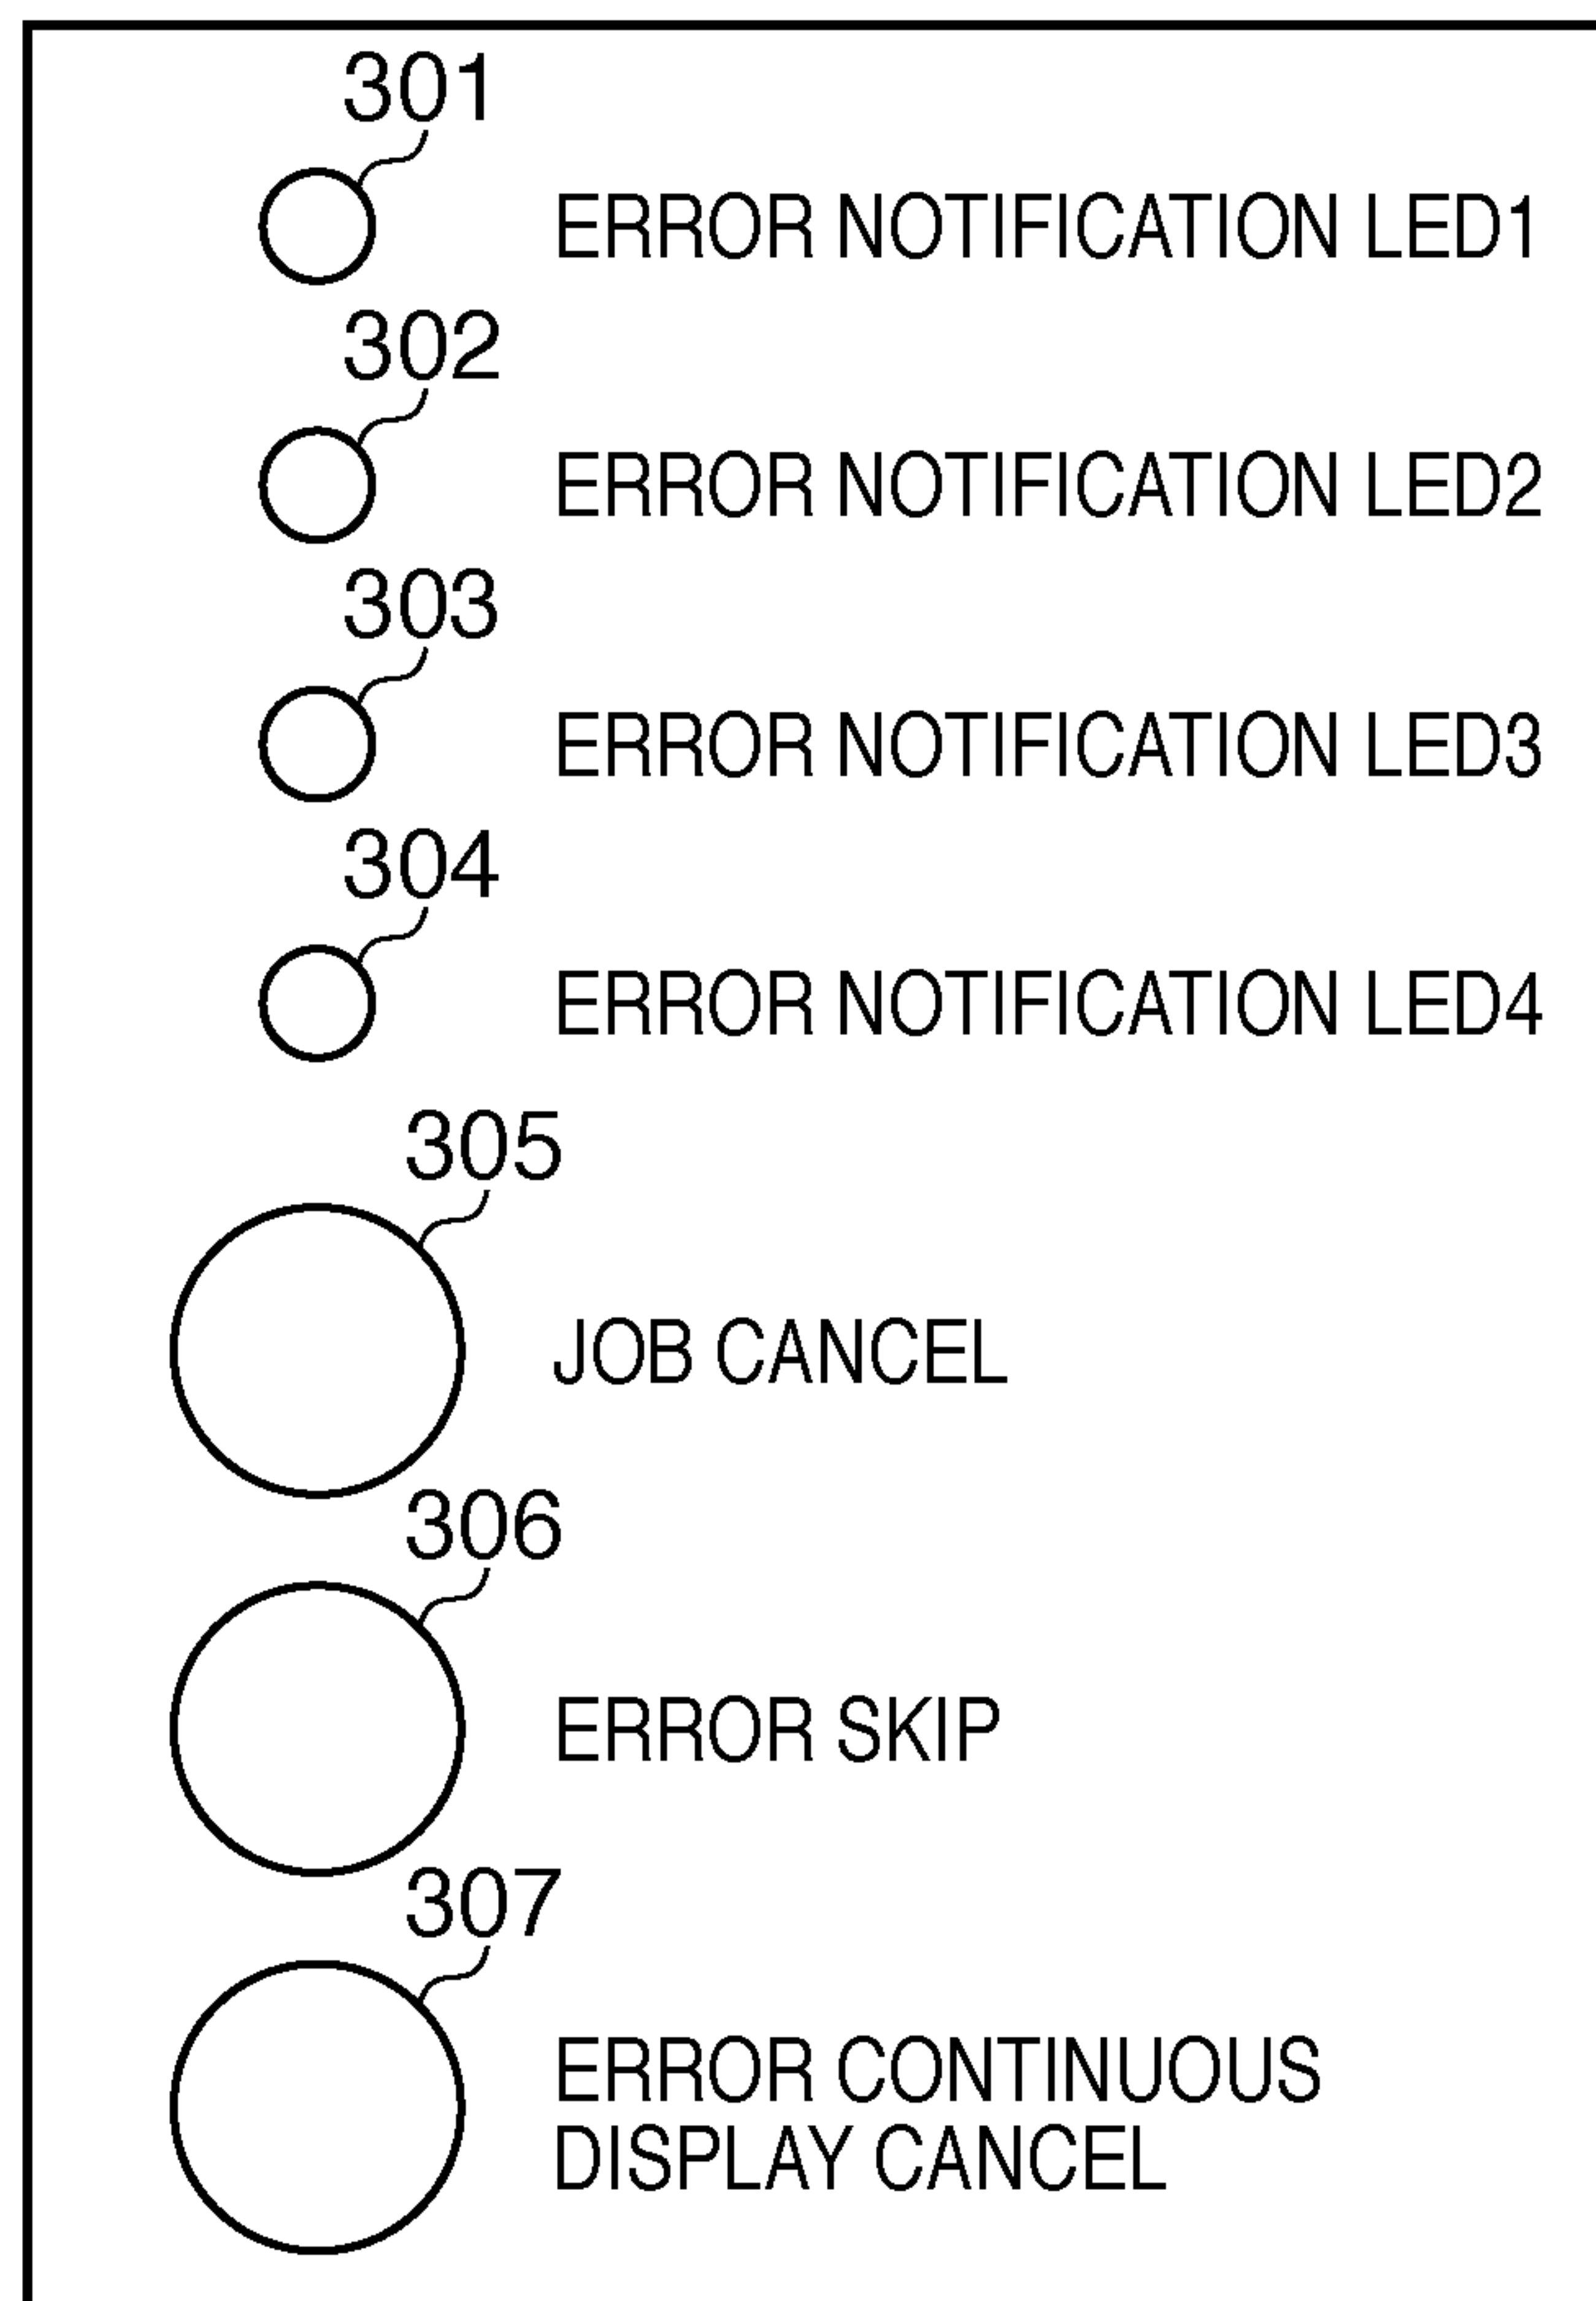 301
ERROR NOTIFICATION LED1
302
ERROR NOTIFICATION LED2
303
ERROR NOTIFICATION LED3
304
ERROR NOTIFICATION LED4
305
JOB CANCEL
306
ERROR SKIP
307
ERROR CONTINUOUS
DISPLAY CANCEL